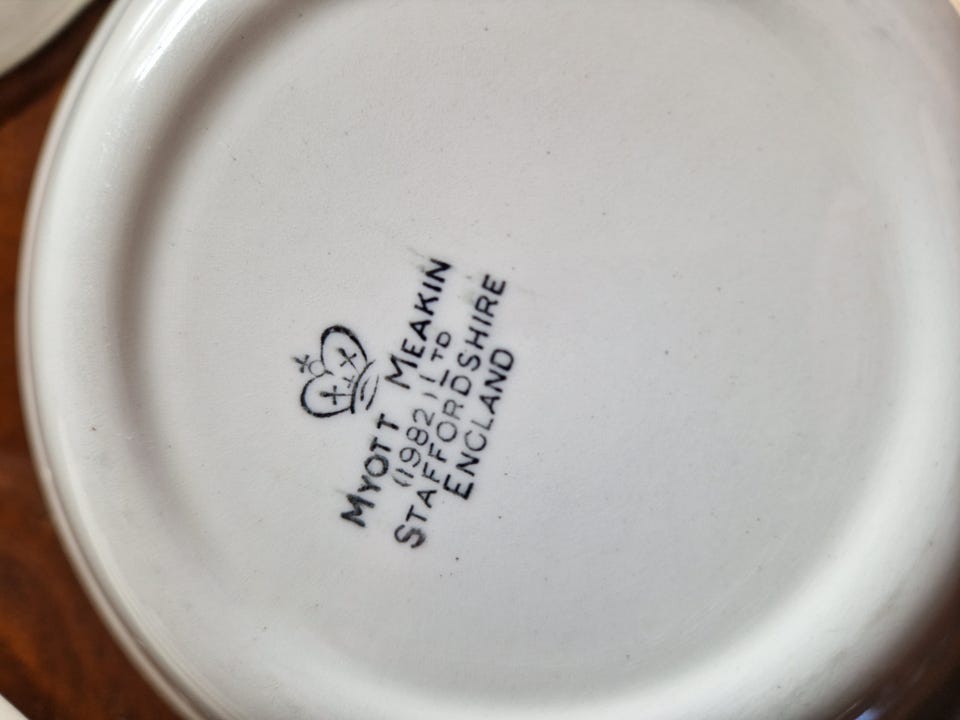 MYOTT MEAKIN
(1982) LTD
STAFFORDSHIRE
ENGLAND